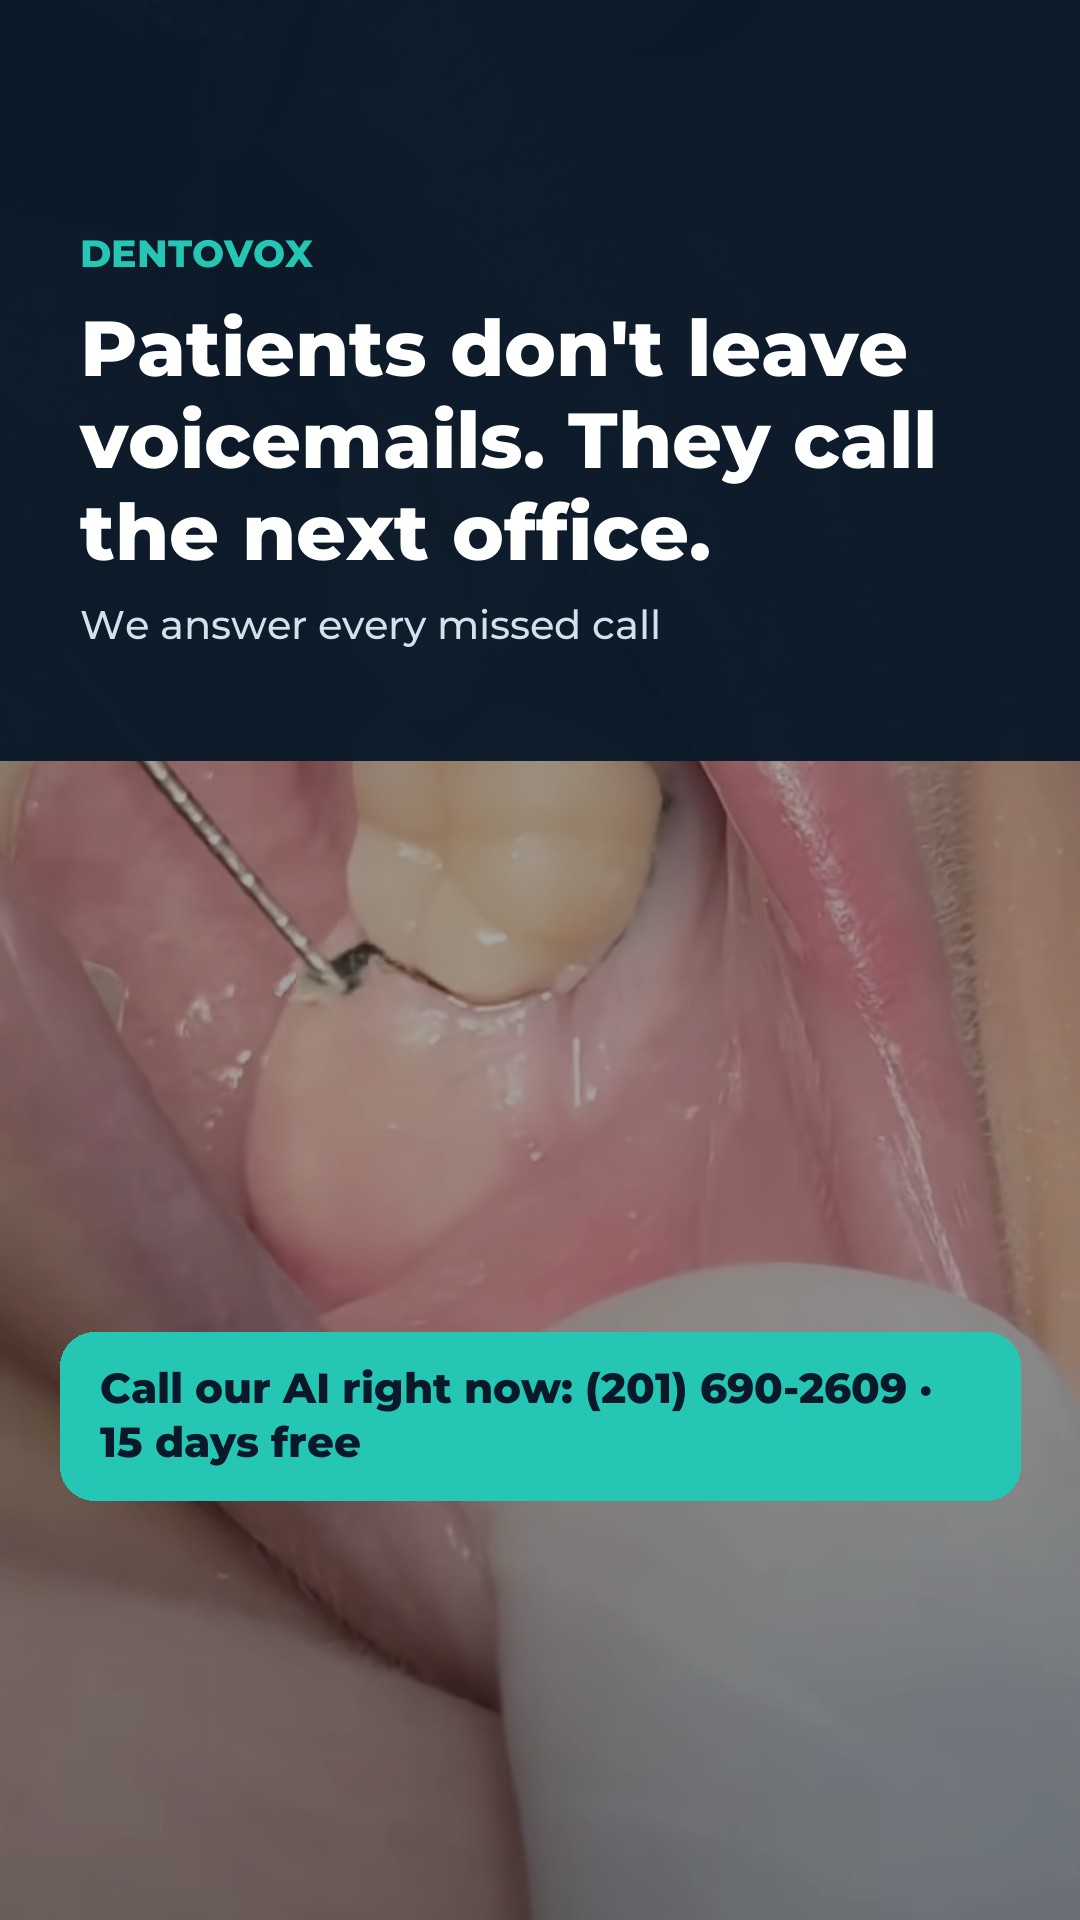 DENTOVOX
Patients don't leave
voicemails. They call
the next office.
We answer every missed call
Call our AI right now: (201) 690-2609 •
15 days free